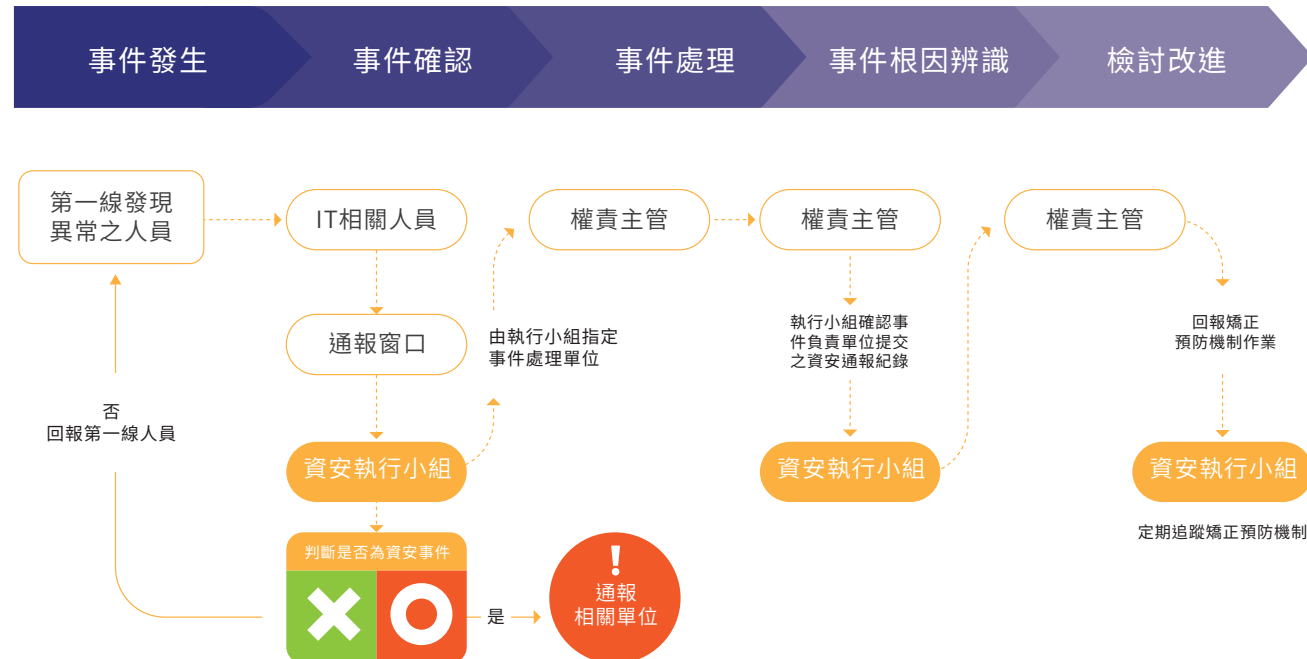 事件發生
事件確認
事件處理
事件根因辨識
檢討改進
第一線發現
異常之人員
IT相關人員
權責主管
權責主管
權責主管
通報窗口
由執行小組指定
事件處理單位
執行小組確認事
件負責單位提交
之資安通報紀錄
回報矯正
預防機制作業
否
回報第一線人員
資安執行小組
資安執行小組
資安執行小組
定期追蹤矯正預防機制
判斷是否為資安事件
是
!
通報
相關單位